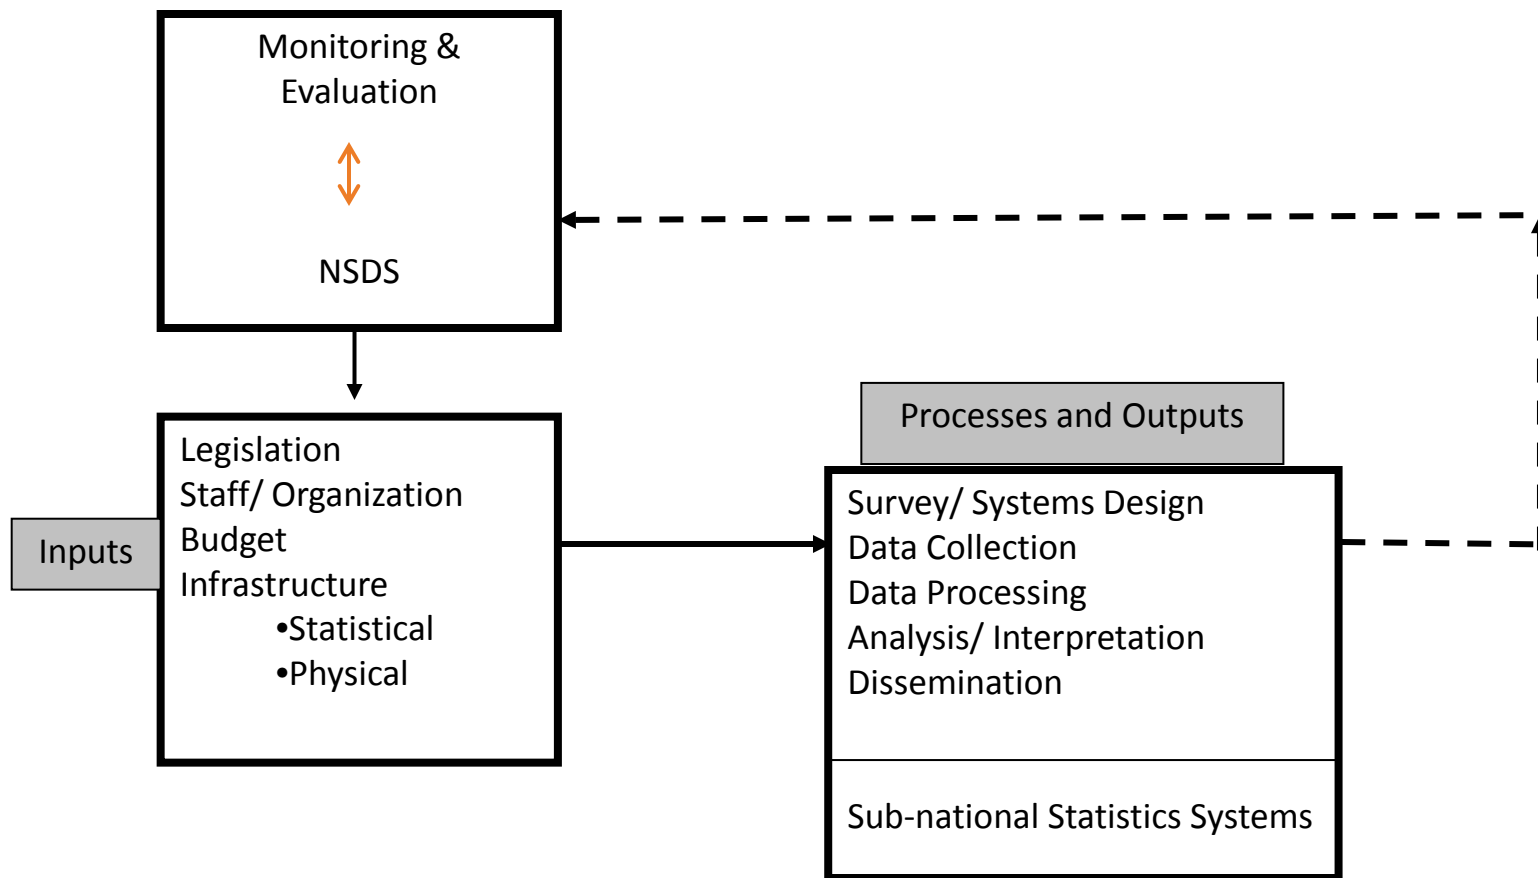 Monitoring &
Evaluation
NSDS
Legislation
Staff/ Organization
Budget
Infrastructure
•Statistical
•Physical
Inputs
Processes and Outputs
Survey/ Systems Design
Data Collection
Data Processing
Analysis/ Interpretation
Dissemination
Sub-national Statistics Systems